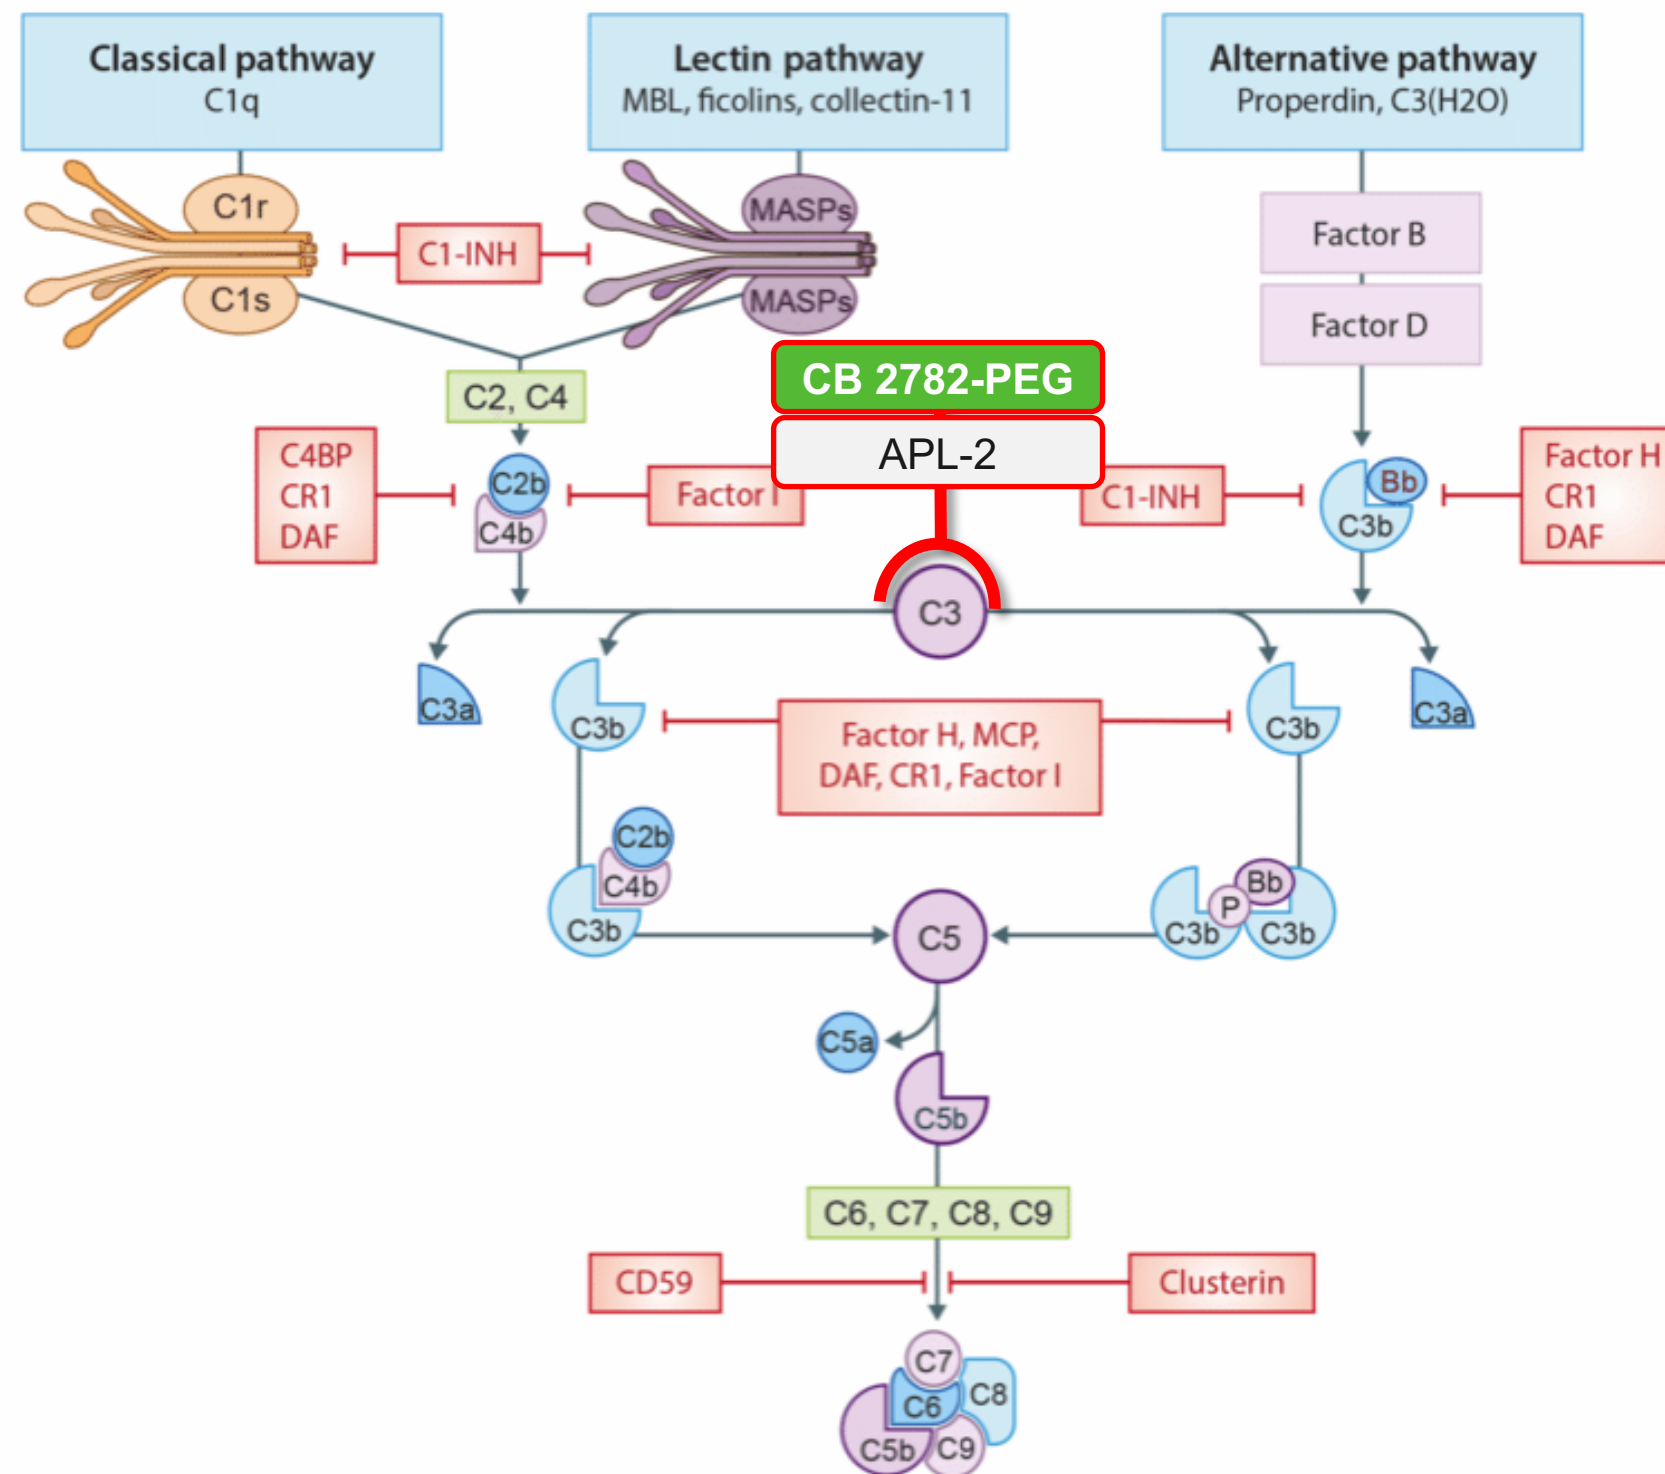 Classical pathway
C1q
Lectin pathway
MBL, ficolins, collectin-11
Alternative pathway
Properdin, C3(H2O)
C1r
C1s
C1-INH
MASPs
MASPs
Factor B
Factor D
CB 2782-PEG
APL-2
C2, C4
C4BP
CR1
DAF
C2b
C4b
Factor I
C1-INH
Bb
C3b
Factor H
CR1
DAF
C3
C3a
C3b
C3b
C3a
Factor H, MCP,
DAF, CR1, Factor I
C2b
C4b
C3b
C5
Bb
P
C3b
C3b
C5a
C5b
C6, C7, C8, C9
CD59
Clusterin
C7
C6
C8
C5b
C9